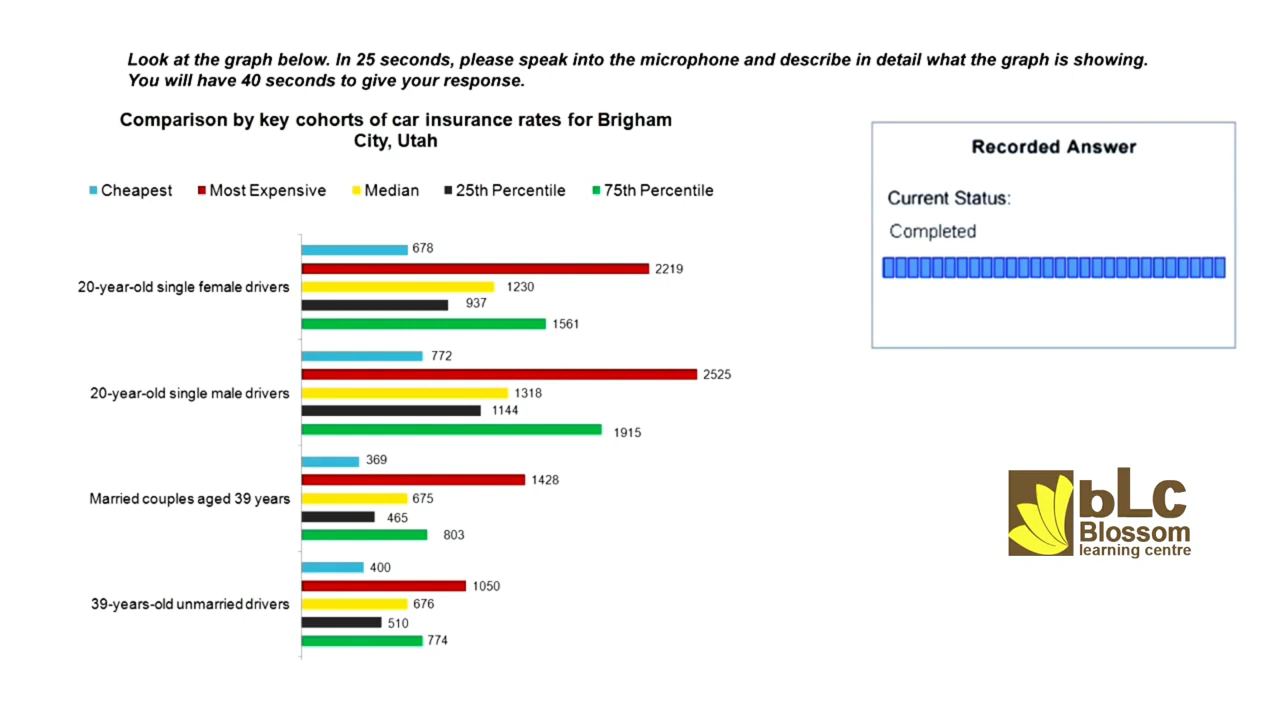 Look at the graph below. In 25 seconds, please speak into the microphone and describe in detail what the graph is showing.
You will have 40 seconds to give your response.
Comparison by key cohorts of car insurance rates for Brigham
City, Utah
Cheapest Most Expensive Median 25th Percentile 75th Percentile
678
2219
20-year-old single female drivers 1230
937
1561
772
2525
20-year-old single male drivers 1318
1144
1915
369
1428
Married couples aged 39 years 675
465
803
400
1050
39-years-old unmarried drivers 676
510
774
Recorded Answer
Current Status:
Completed
bLc
Blossom
learning centre